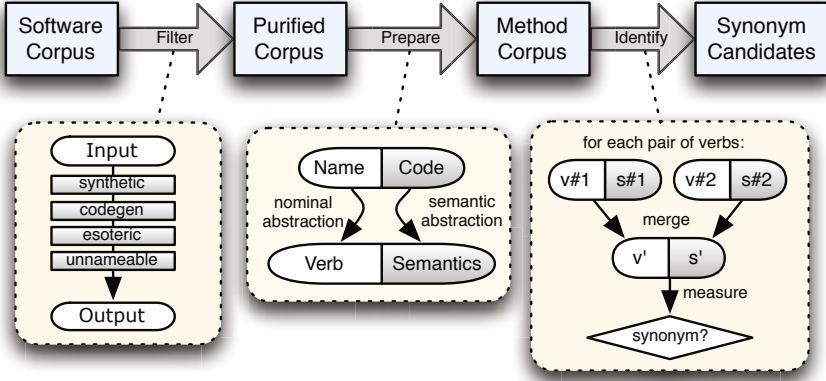 Software
Corpus
Filter
Purified
Corpus
Prepare
Method
Corpus
Identify
Synonym
Candidates
Input
synthetic
codegen
esoteric
unnameable
Output
Name
Code
nominal
abstraction
semantic
abstraction
Verb
Semantics
for each pair of verbs:
v#1
s#1
v#2
s#2
merge
v'
s'
measure
synonym?